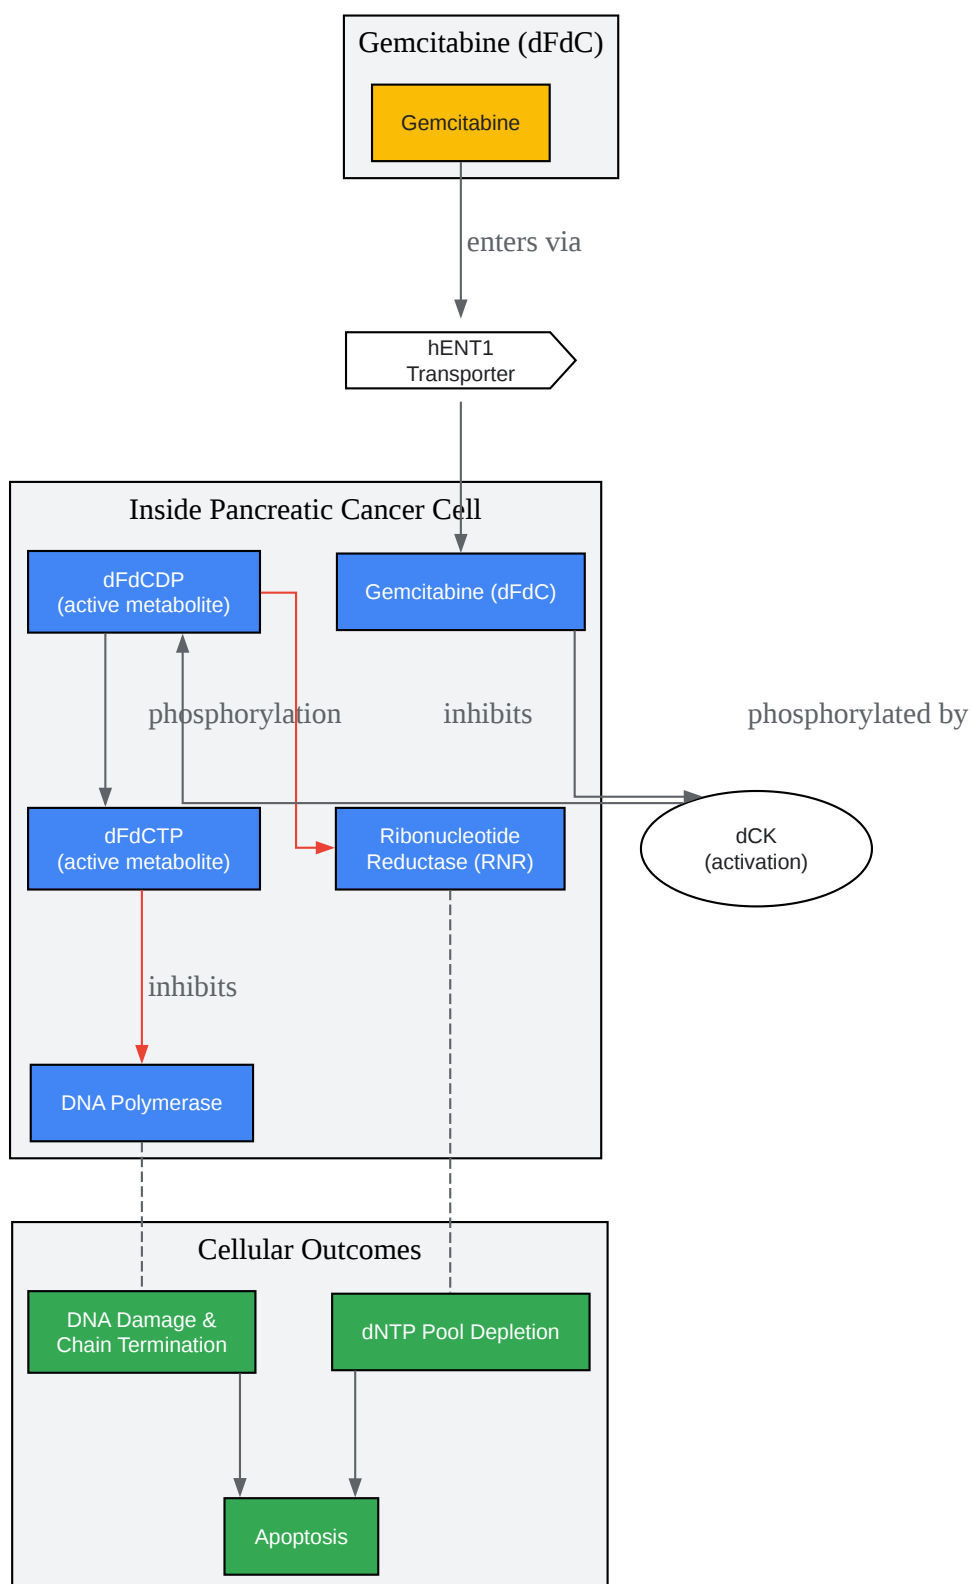 Gemcitabine (dFdC)
Gemcitabine
enters via
hENT1
Transporter
Inside Pancreatic Cancer Cell
dFdCDP
(active metabolite)
Gemcitabine (dFdC)
phosphorylation
inhibits
phosphorylated by
dFdCTP
(active metabolite)
Ribonucleotide
Reductase (RNR)
dCK
(activation)
inhibits
DNA Polymerase
Cellular Outcomes
DNA Damage &
Chain Termination
dNTP Pool Depletion
Apoptosis